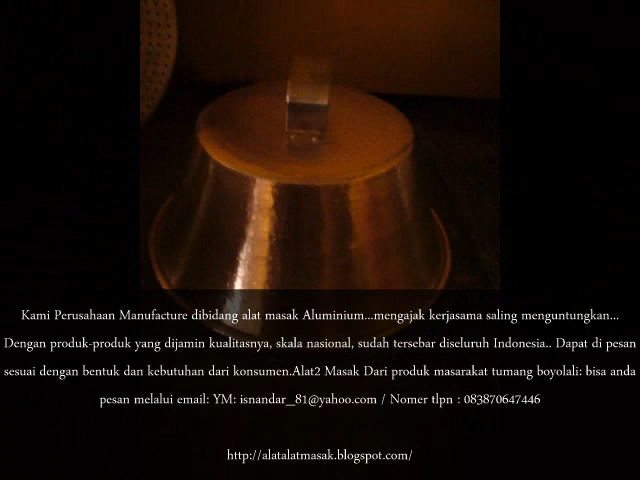 Kami Perusahaan Manufacture dibidang alat masak Aluminium...mengajak kerjasama saling menguntungkan...
Dengan produk-produk yang dijamin kualitasnya, skala nasional, sudah tersebar diseluruh Indonesia.. Dapat di pesan
sesuai dengan bentuk dan kebutuhan dari konsumen.Alat2 Masak Dari produk masarakat tumang boyolali: bisa anda
pesan melalui email: YM: isnandar_81@yahoo.com / Nomer tlpn : 083870647446
http://alatalatmasak.blogspot.com/